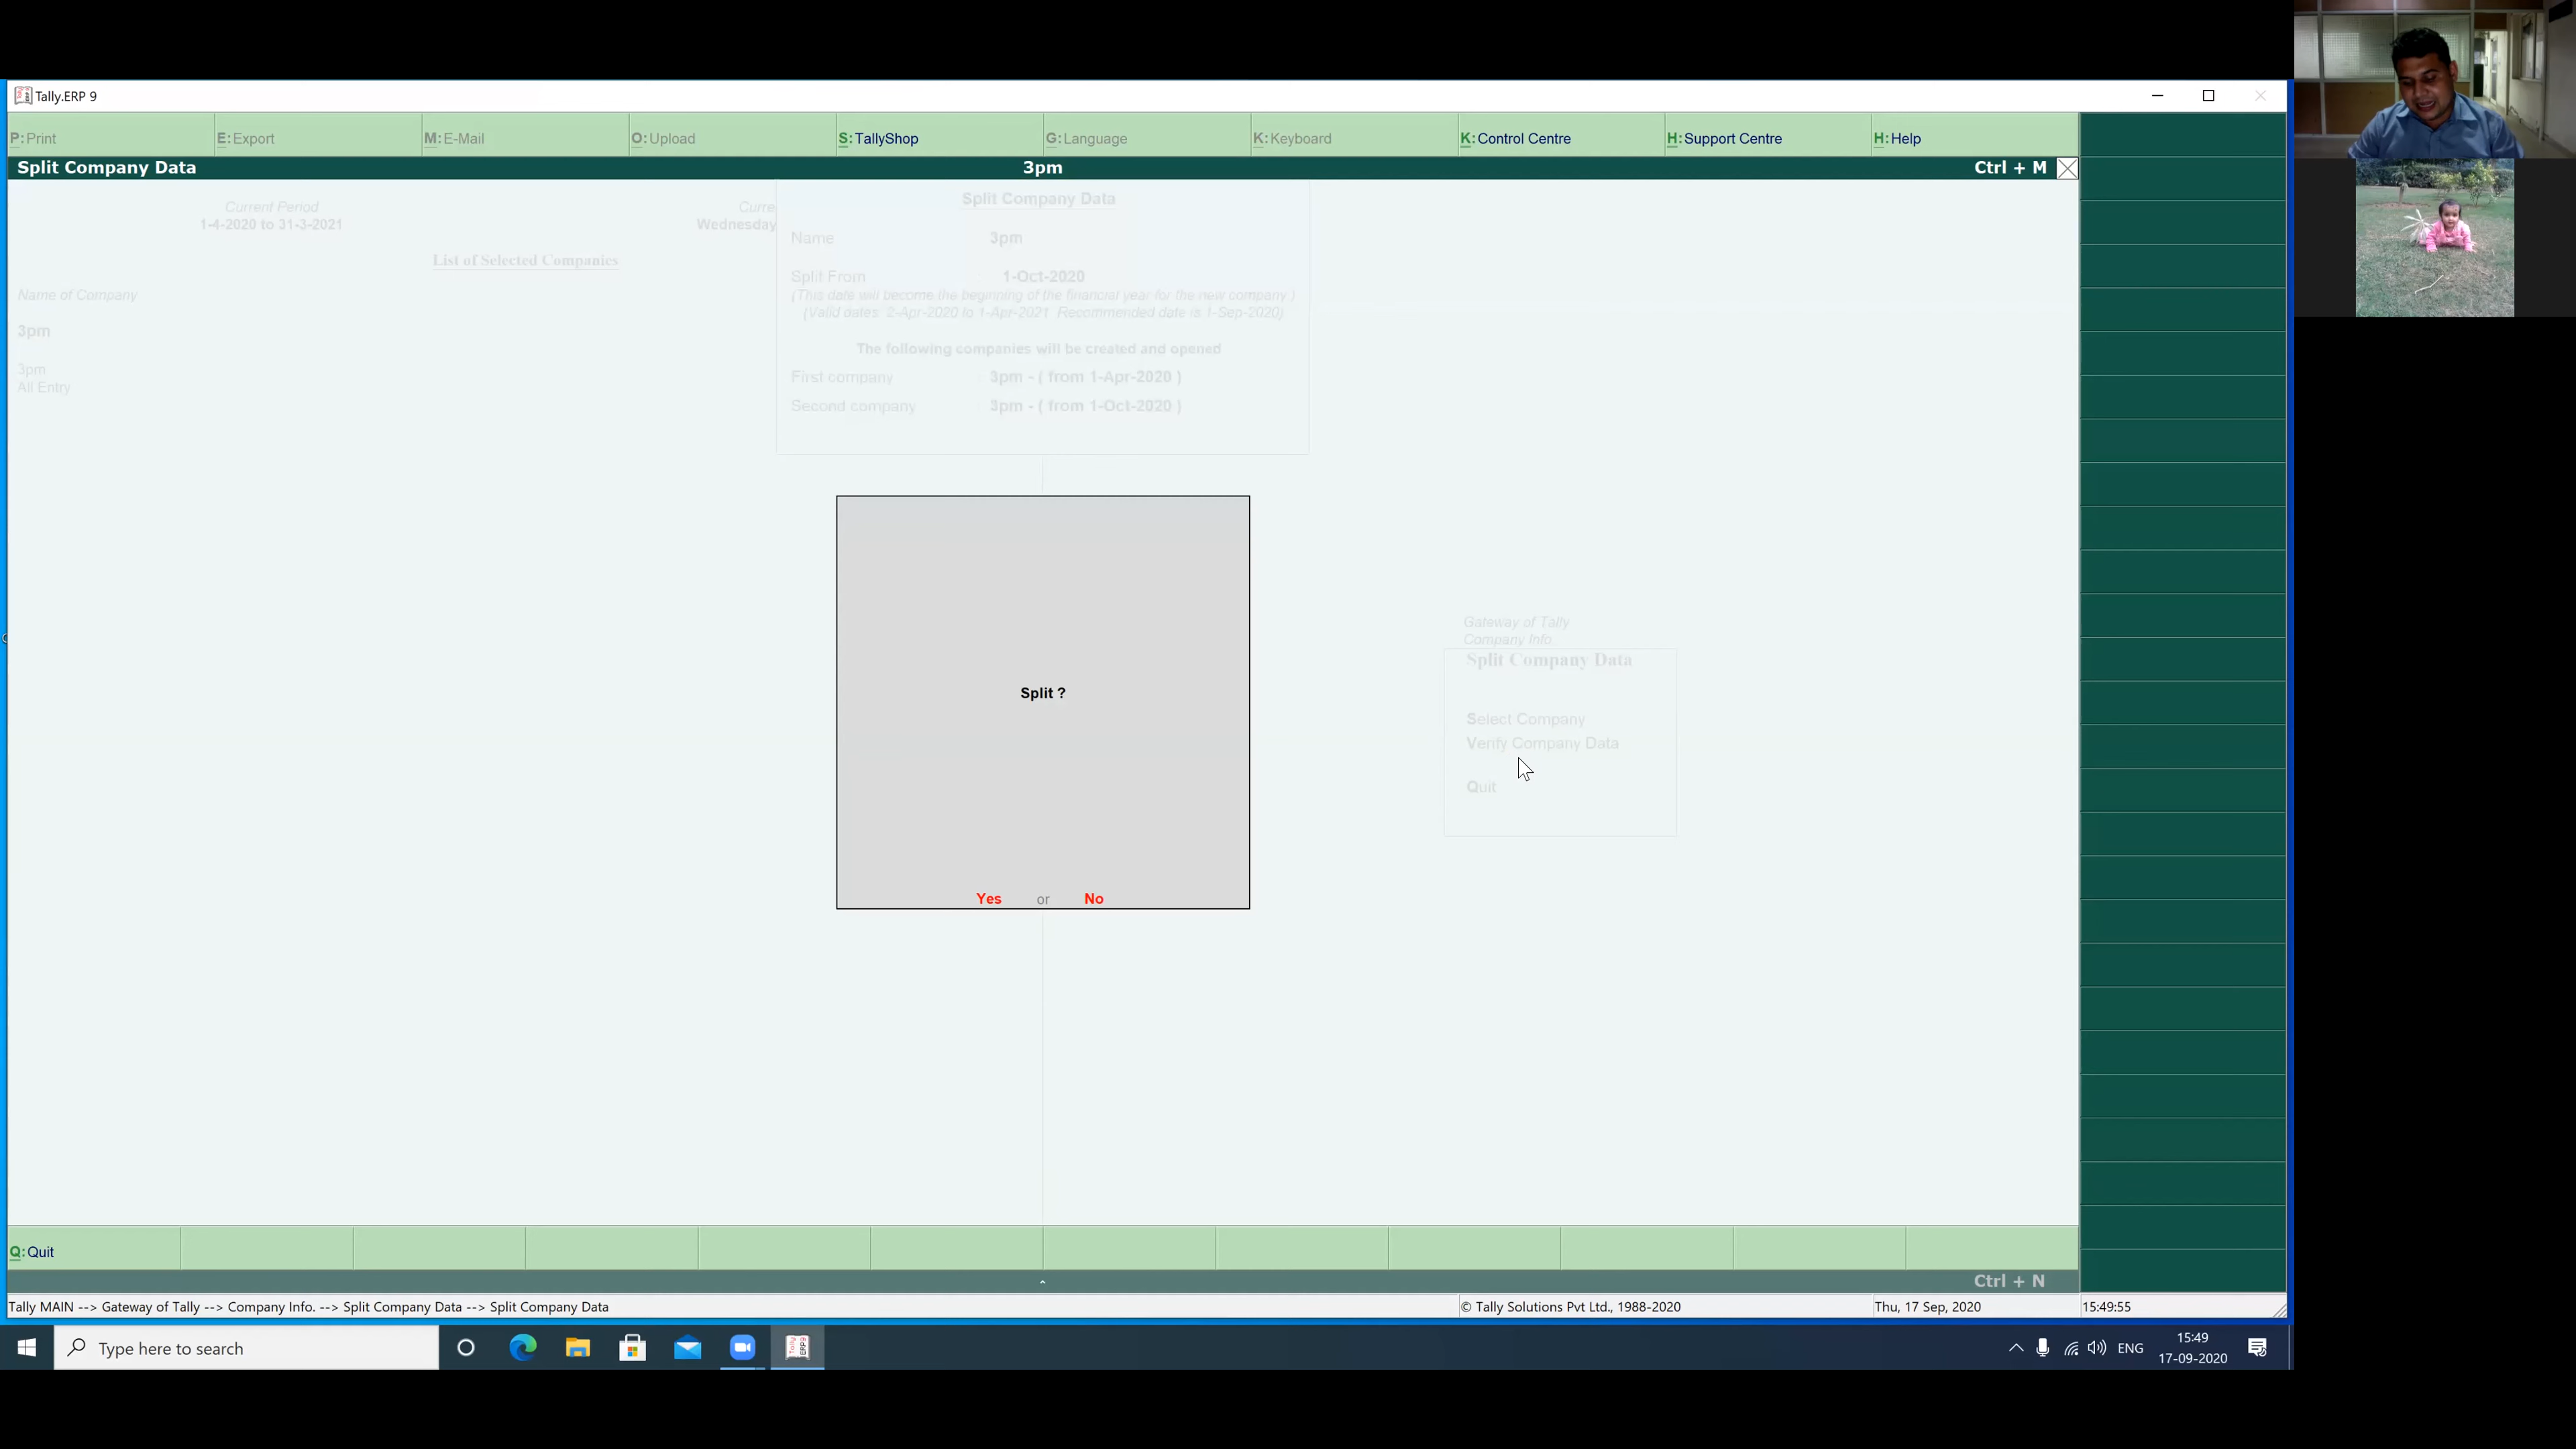 Tally.ERP 9
P: Print
E: Export
M: E-Mail
O: Upload
S: TallyShop
G: Language
K: Keyboard
K: Control Centre
H: Support Centre
H: Help
Split Company Data
3pm
Ctrl + M
Current Period
1-4-2020 to 31-3-2021
Curre
Wednesday
List of Selected Companies
Name of Company
3pm
3pm
All Entry
Split Company Data
Name 3pm
Split From 1-Oct-2020
(This date will become the beginning of the financial year for the new company )
(Valid dates 2-Apr-2020 to 1-Apr-2021 Recommended date is 1-Sep-2020)
The following companies will be created and opened
First company 3pm - ( from 1-Apr-2020 )
Second company 3pm - ( from 1-Oct-2020 )
Split ?
Yes or No
Gateway of Tally
Company Info.
Split Company Data
Select Company
Verify Company Data
Quit
Q: Quit
Ctrl + N
Tally MAIN --> Gateway of Tally --> Company Info. --> Split Company Data --> Split Company Data
© Tally Solutions Pvt Ltd., 1988-2020
Thu, 17 Sep, 2020
15:49:55
Type here to search
ENG
15:49
17-09-2020